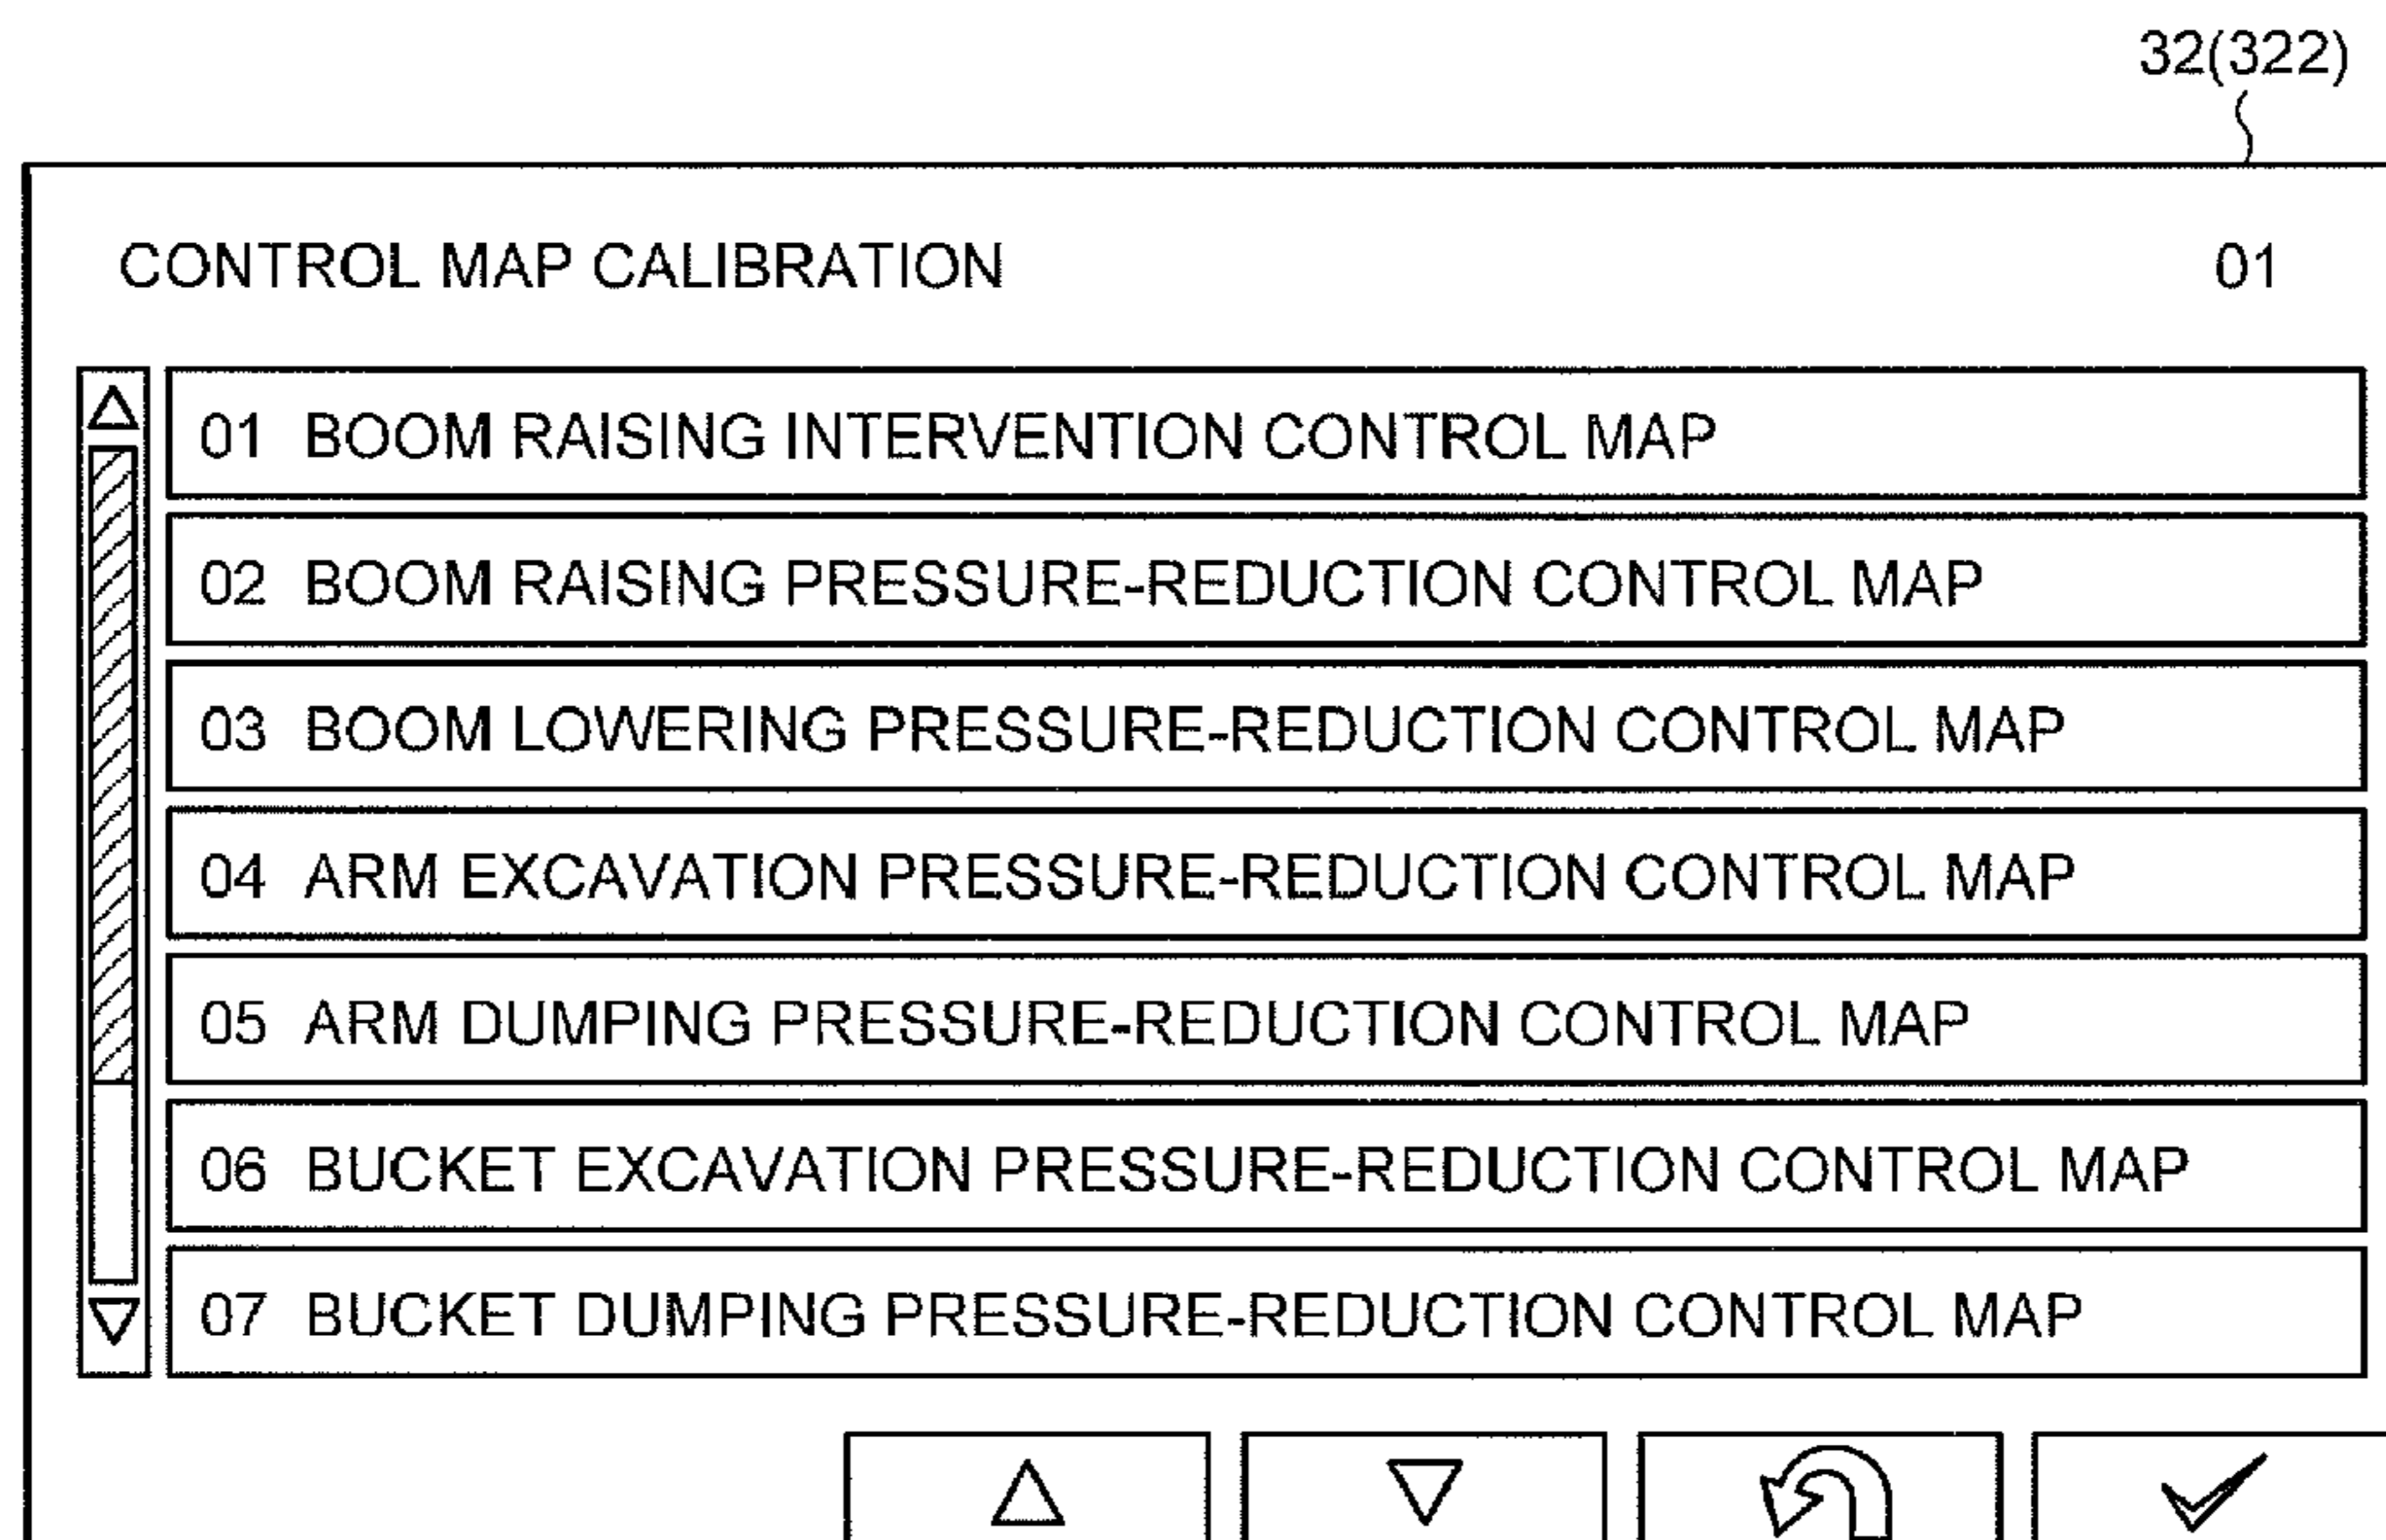 32(322)
CONTROL MAP CALIBRATION 01
01 BOOM RAISING INTERVENTION CONTROL MAP
02 BOOM RAISING PRESSURE-REDUCTION CONTROL MAP
03 BOOM LOWERING PRESSURE-REDUCTION CONTROL MAP
04 ARM EXCAVATION PRESSURE-REDUCTION CONTROL MAP
05 ARM DUMPING PRESSURE-REDUCTION CONTROL MAP
06 BUCKET EXCAVATION PRESSURE-REDUCTION CONTROL MAP
07 BUCKET DUMPING PRESSURE-REDUCTION CONTROL MAP